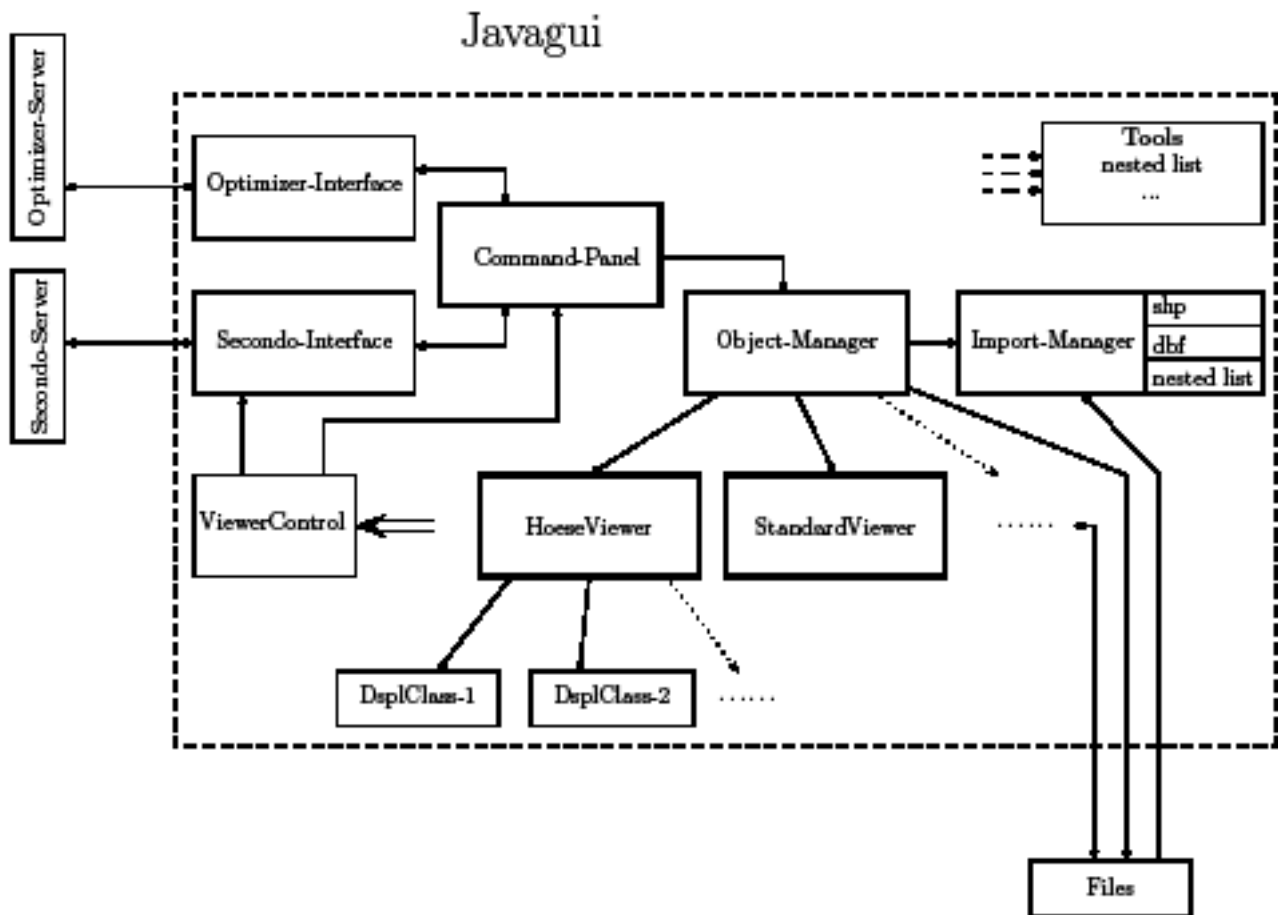 Javagui
Optimizer-Server
Optimizer-Interface
Tools
nested list
...
Command-Panel
Secondo-Server
Secondo-Interface
Object-Manager
Import-Manager
shp
dbf
nested list
ViewerControl
HoeseViewer
StandardViewer
......
DsplClass-1
DsplClass-2
......
Files